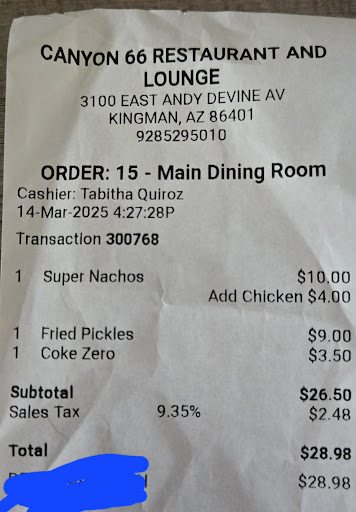 CANYON 66 RESTAURANT AND
LOUNGE
3100 EAST ANDY DEVINE AV
KINGMAN, AZ 86401
9285295010
ORDER: 15 - Main Dining Room
Cashier: Tabitha Quiroz
14-Mar-2025 4:27:28P
Transaction 300768
1 Super Nachos $10.00
Add Chicken $4.00
1 Fried Pickles $9.00
1 Coke Zero $3.50
Subtotal $26.50
Sales Tax 9.35% $2.48
Total $28.98
$28.98